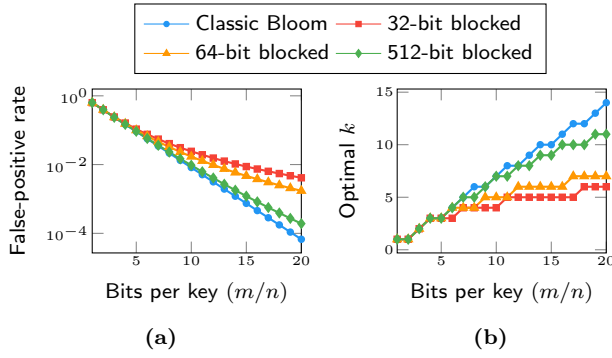 Classic Bloom
32-bit blocked
64-bit blocked
512-bit blocked
False-positive rate
10^0
10^−2
10^−4
5
10
15
20
Bits per key (m/n)
(a)
Optimal k
15
10
5
0
5
10
15
20
Bits per key (m/n)
(b)